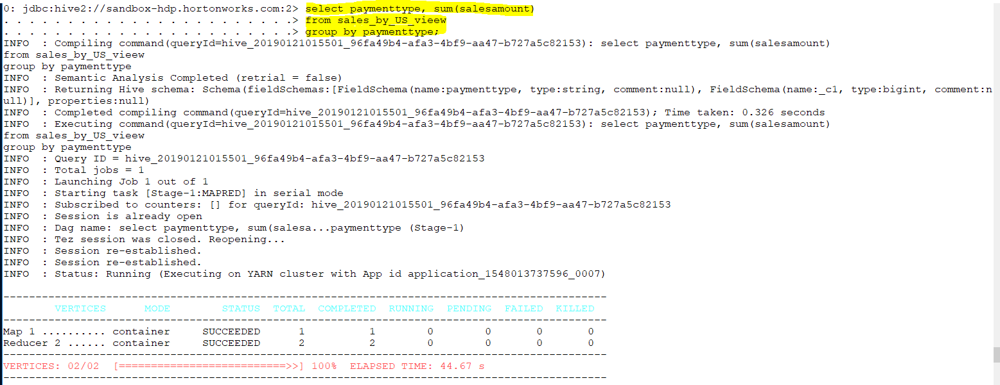 0: jdbc:hive2://sandbox-hdp.hortonworks.com:2> select paymenttype, sum(salesamount)
. . . . . . . . . . . . . . . . . . . . . . .> from sales_by_US_vieew
. . . . . . . . . . . . . . . . . . . . . . .> group by paymenttype;
INFO  : Compiling command(queryId=hive_20190121015501_96fa49b4-afa3-4bf9-aa47-b727a5c82153): select paymenttype, sum(salesamount)
from sales_by_US_vieew
group by paymenttype
INFO  : Semantic Analysis Completed (retrial = false)
INFO  : Returning Hive schema: Schema(fieldSchemas:[FieldSchema(name:paymenttype, type:string, comment:null), FieldSchema(name:_c1, type:bigint, comment:n
ull)], properties:null)
INFO  : Completed compiling command(queryId=hive_20190121015501_96fa49b4-afa3-4bf9-aa47-b727a5c82153); Time taken: 0.326 seconds
INFO  : Executing command(queryId=hive_20190121015501_96fa49b4-afa3-4bf9-aa47-b727a5c82153): select paymenttype, sum(salesamount)
from sales_by_US_vieew
group by paymenttype
INFO  : Query ID = hive_20190121015501_96fa49b4-afa3-4bf9-aa47-b727a5c82153
INFO  : Total jobs = 1
INFO  : Launching Job 1 out of 1
INFO  : Starting task [Stage-1:MAPRED] in serial mode
INFO  : Subscribed to counters: [] for queryId: hive_20190121015501_96fa49b4-afa3-4bf9-aa47-b727a5c82153
INFO  : Session is already open
INFO  : Dag name: select paymenttype, sum(salesa...paymenttype (Stage-1)
INFO  : Tez session was closed. Reopening...
INFO  : Session re-established.
INFO  : Session re-established.
INFO  : Status: Running (Executing on YARN cluster with App id application_1548013737596_0007)
----------------------------------------------------------------------------------------------
        VERTICES      MODE        STATUS  TOTAL  COMPLETED  RUNNING  PENDING  FAILED  KILLED
----------------------------------------------------------------------------------------------
Map 1 .......... container     SUCCEEDED      1          1        0        0       0       0
Reducer 2 ...... container     SUCCEEDED      2          2        0        0       0       0
----------------------------------------------------------------------------------------------
VERTICES: 02/02  [==========================>>] 100%  ELAPSED TIME: 44.67 s
----------------------------------------------------------------------------------------------